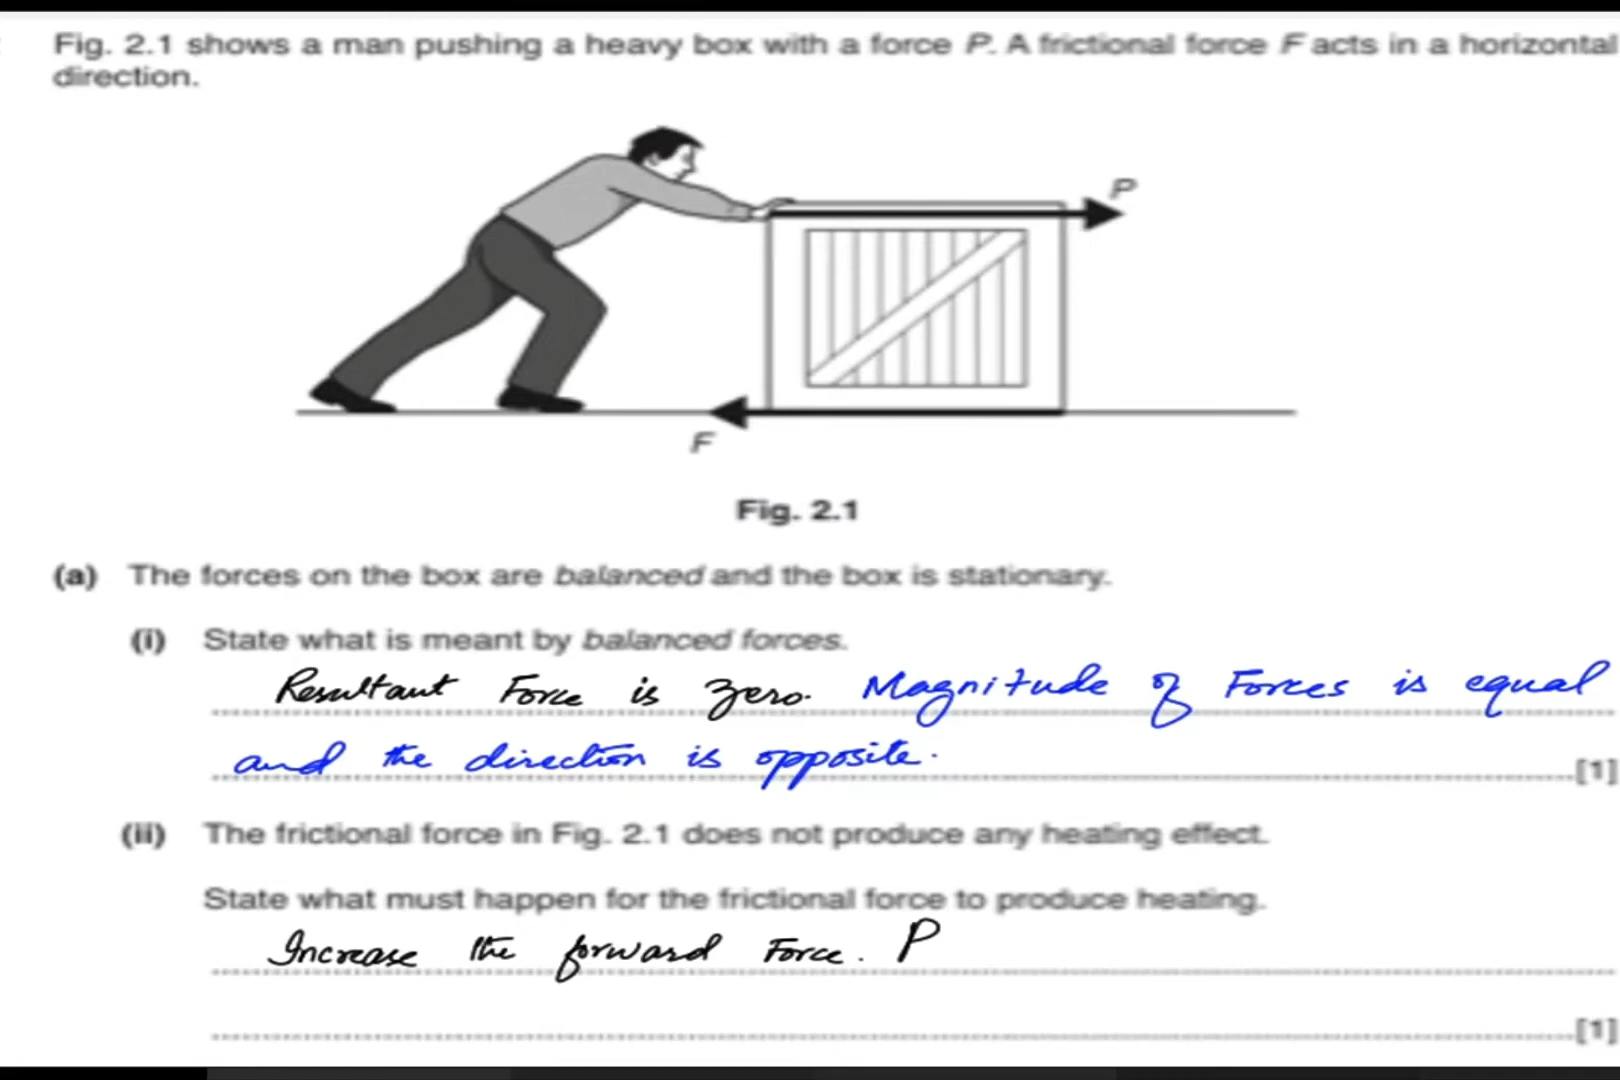 Fig. 2.1 shows a man pushing a heavy box with a force P. A frictional force F acts in a horizontal
direction.
P
F
Fig. 2.1
(a) The forces on the box are balanced and the box is stationary.
(i) State what is meant by balanced forces.
Resultant Force is zero. Magnitude of Forces is equal
and the direction is opposite.
[1]
(ii) The frictional force in Fig. 2.1 does not produce any heating effect.
State what must happen for the frictional force to produce heating.
Increase the forward Force. P
[1]